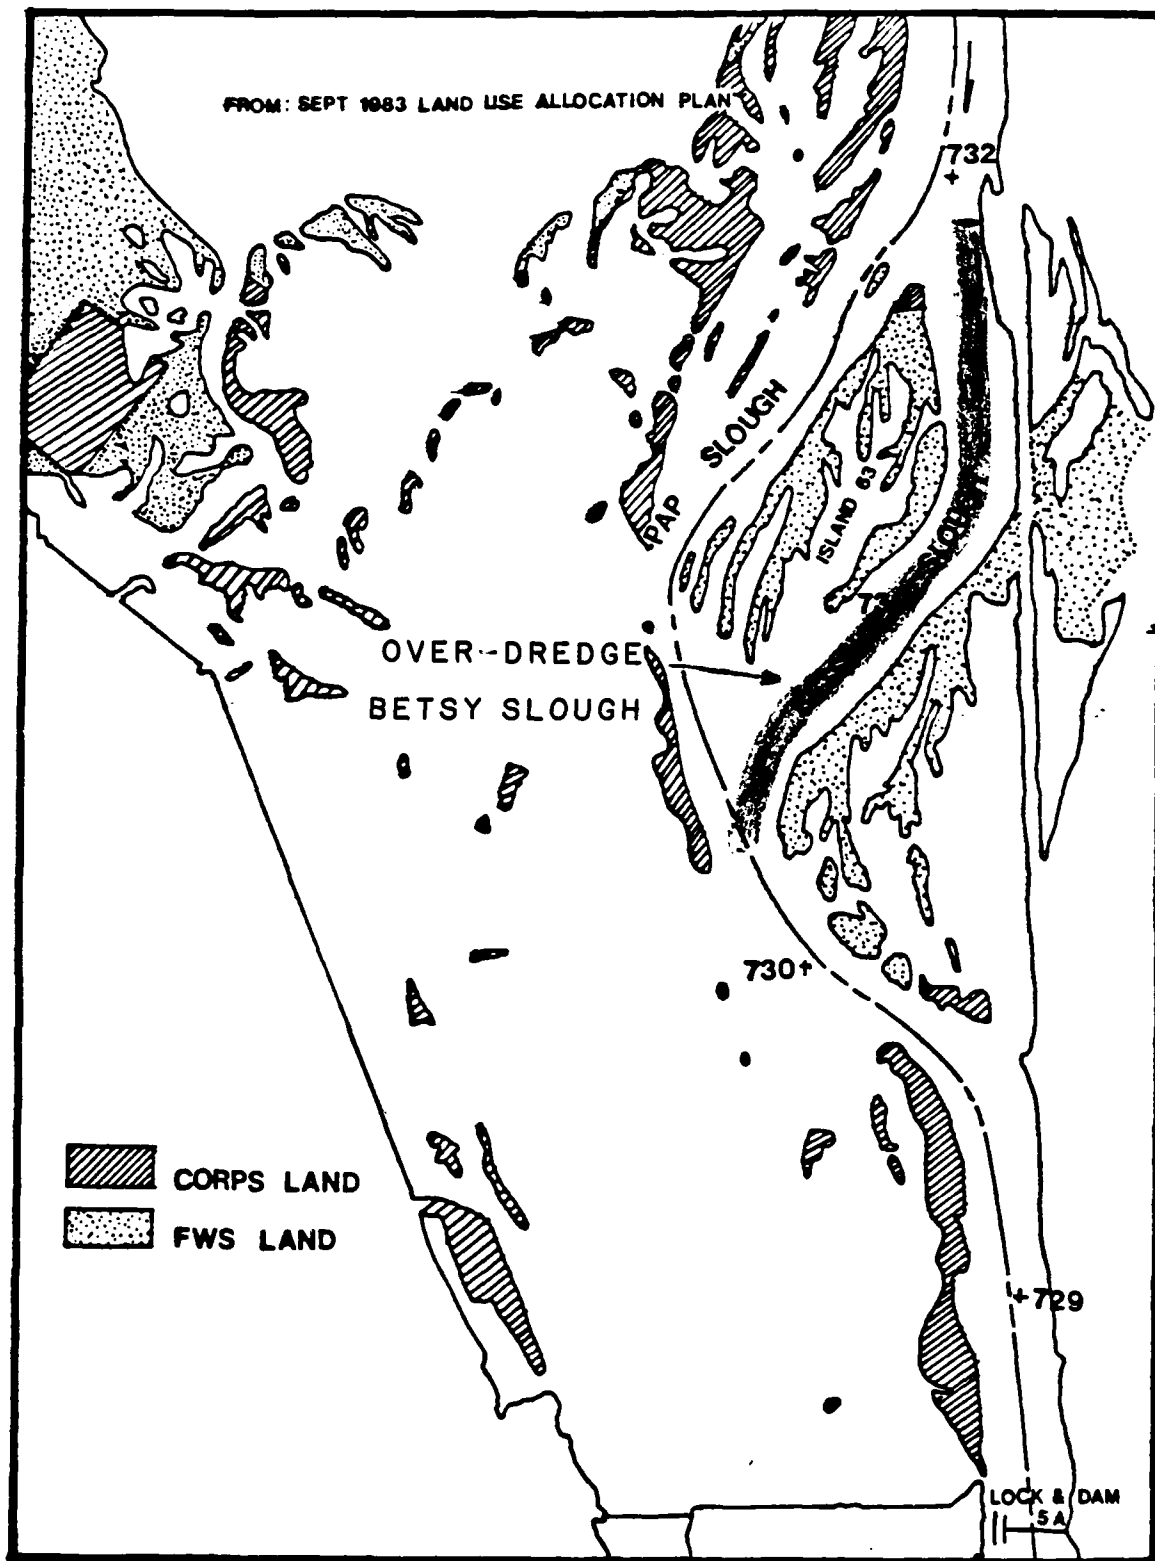 FROM: SEPT 1983 LAND USE ALLOCATION PLAN
732
PAP SLOUGH
ISLAND 63
SLOUGH
OVER-DREDGE
BETSY SLOUGH
730
CORPS LAND
FWS LAND
729
LOCK & DAM
5A